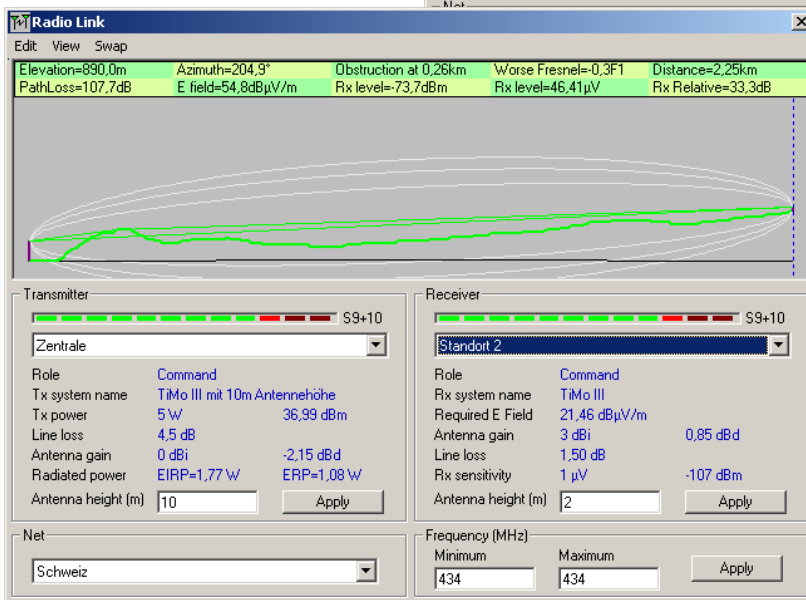 Net
Radio Link
Edit View Swap
Elevation=890,0m Azimuth=204,9° Obstruction at 0,26km Worse Fresnel=-0,3F1 Distance=2,25km
PathLoss=107,7dB E field=54,8dBµV/m Rx level=-73,7dBm Rx level=46,41µV Rx Relative=33,3dB
Transmitter
S9+10
Zentrale
Role Command
Tx system name TiMo III mit 10m Antennehöhe
Tx power 5 W 36,99 dBm
Line loss 4,5 dB
Antenna gain 0 dBi -2,15 dBd
Radiated power EIRP=1,77 W ERP=1,08 W
Antenna height (m) 10 Apply
Receiver
S9+10
Standort 2
Role Command
Rx system name TiMo III
Required E Field 21,46 dBµV/m
Antenna gain 3 dBi 0,85 dBd
Line loss 1,50 dB
Rx sensitivity 1 µV -107 dBm
Antenna height (m) 2 Apply
Net
Schweiz
Frequency (MHz)
Minimum Maximum
434 434 Apply